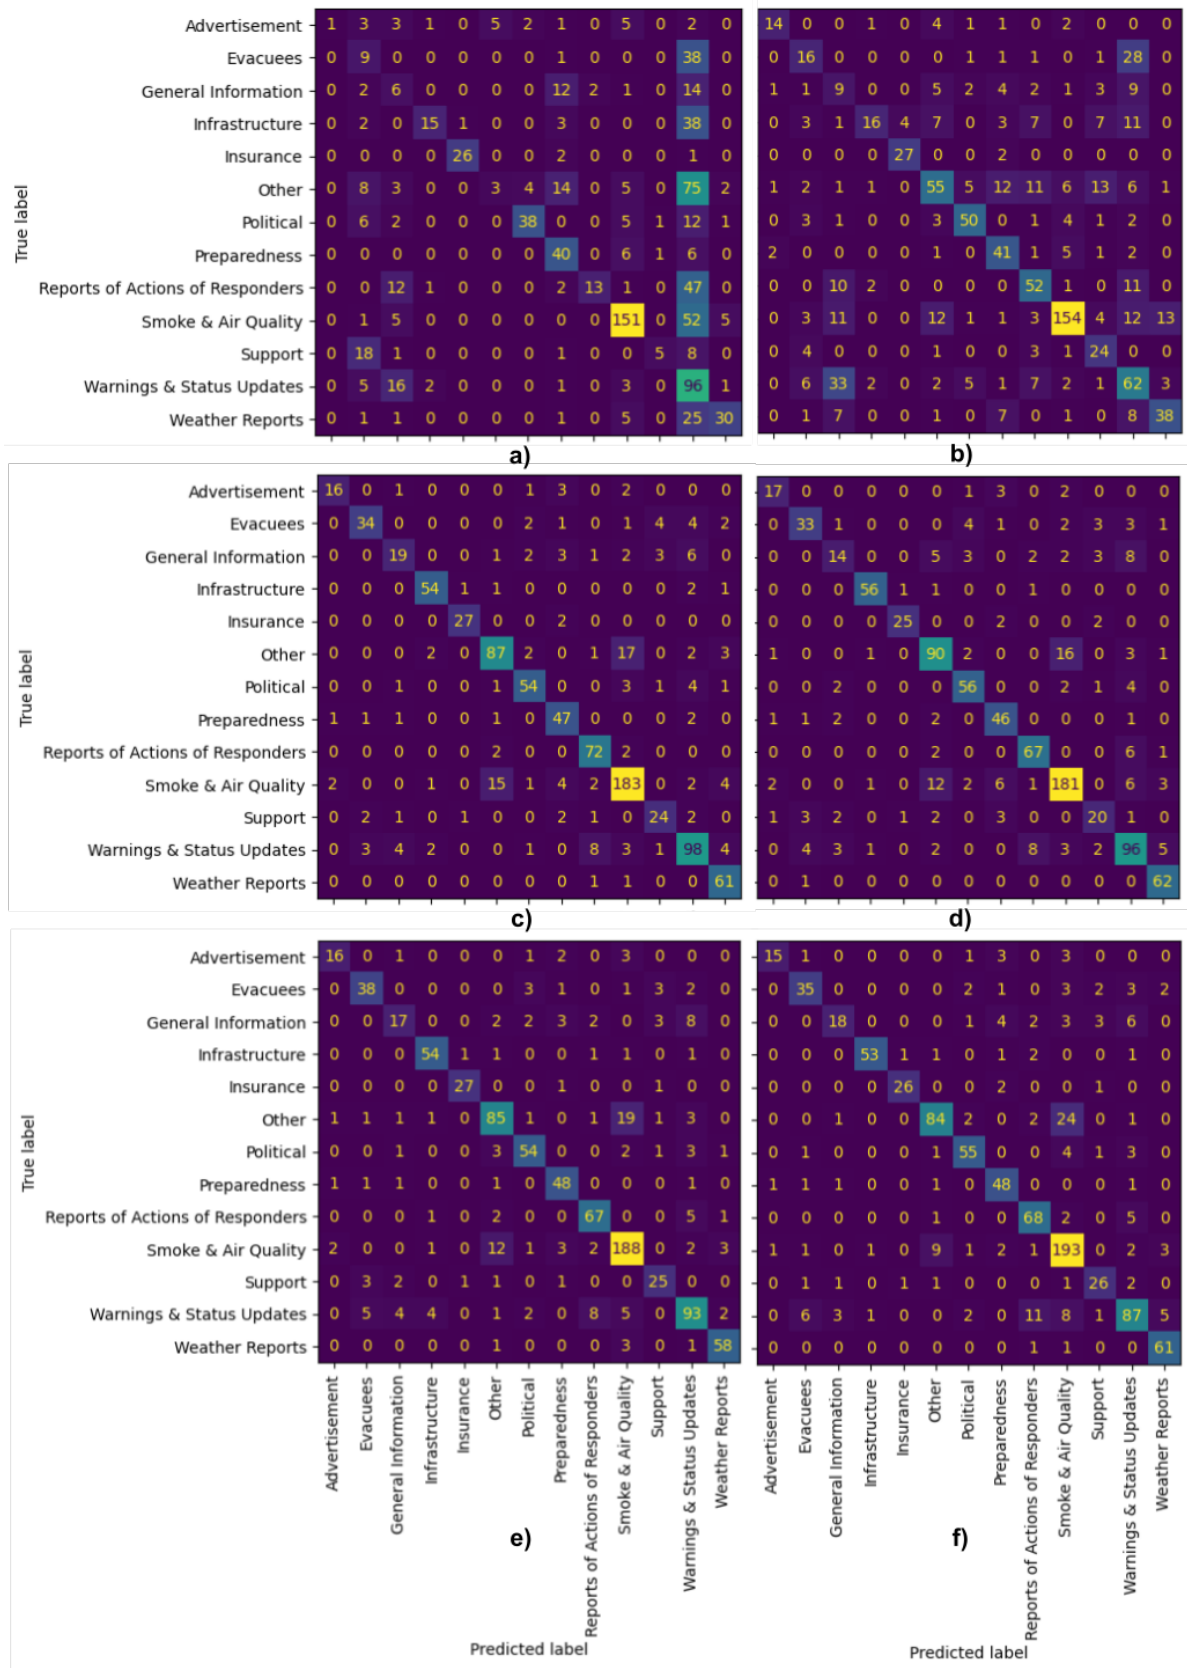 Advertisement 1 3 3 1 0 5 2 1 0 5 0 2 0
Evacuees 0 9 0 0 0 0 0 1 0 0 0 38 0
General Information 0 2 6 0 0 0 0 12 2 1 0 14 0
Infrastructure 0 2 0 15 1 0 0 3 0 0 0 38 0
Insurance 0 0 0 0 26 0 0 2 0 0 0 1 0
Other 0 8 3 0 0 3 4 14 0 5 0 75 2
Political 0 6 2 0 0 0 38 0 0 5 1 12 1
Preparedness 0 0 0 0 0 0 0 40 0 6 1 6 0
Reports of Actions of Responders 0 0 12 1 0 0 0 2 13 1 0 47 0
Smoke & Air Quality 0 1 5 0 0 0 0 0 0 151 0 52 5
Support 0 18 1 0 0 0 0 1 0 0 5 8 0
Warnings & Status Updates 0 5 16 2 0 0 0 1 0 3 0 96 1
Weather Reports 0 1 1 0 0 0 0 1 0 5 0 25 30
True label
a)
14 0 0 1 0 4 1 1 0 2 0 0 0
0 16 0 0 0 0 1 1 1 0 1 28 0
1 1 9 0 0 5 2 4 2 1 3 9 0
0 3 1 16 4 7 0 3 7 0 7 11 0
0 0 0 0 27 0 0 2 0 0 0 0 0
1 2 1 1 0 55 5 12 11 6 13 6 1
0 3 1 0 0 3 50 0 1 4 1 2 0
2 0 0 0 0 1 0 41 1 5 1 2 0
0 0 10 2 0 0 0 0 52 1 0 11 0
0 3 11 0 0 12 1 1 3 154 4 12 13
0 4 0 0 0 1 0 0 3 1 24 0 0
0 6 33 2 0 2 5 1 7 2 1 62 3
0 1 7 0 0 1 0 7 0 1 0 8 38
b)
Advertisement 16 0 1 0 0 0 1 3 0 2 0 0 0
Evacuees 0 34 0 0 0 0 2 1 0 1 4 4 2
General Information 0 0 19 0 0 1 2 3 1 2 3 6 0
Infrastructure 0 0 0 54 1 1 0 0 0 0 0 2 1
Insurance 0 0 0 0 27 0 0 2 0 0 0 0 0
Other 0 0 0 2 0 87 2 0 1 17 0 2 3
Political 0 0 1 0 0 1 54 0 0 3 1 4 1
Preparedness 1 1 1 0 0 1 0 47 0 0 0 2 0
Reports of Actions of Responders 0 0 0 0 0 2 0 0 72 2 0 0 0
Smoke & Air Quality 2 0 0 1 0 15 1 4 2 183 0 2 4
Support 0 2 1 0 1 0 0 2 1 0 24 2 0
Warnings & Status Updates 0 3 4 2 0 0 1 0 8 3 1 98 4
Weather Reports 0 0 0 0 0 0 0 0 1 1 0 0 61
True label
c)
17 0 0 0 0 0 1 3 0 2 0 0 0
0 33 1 0 0 0 4 1 0 2 3 3 1
0 0 14 0 0 5 3 0 2 2 3 8 0
0 0 0 56 1 1 0 0 1 0 0 0 0
0 0 0 0 25 0 0 2 0 0 2 0 0
1 0 0 1 0 90 2 0 0 16 0 3 1
0 0 2 0 0 0 56 0 0 2 1 4 0
1 1 2 0 0 2 0 46 0 0 0 1 0
0 0 0 0 0 2 0 0 67 0 0 6 1
2 0 0 1 0 12 2 6 1 181 0 6 3
1 3 2 0 1 2 0 3 0 0 20 1 0
0 4 3 1 0 2 0 0 8 3 2 96 5
0 1 0 0 0 0 0 0 0 0 0 0 62
d)
Advertisement 16 0 1 0 0 0 1 2 0 3 0 0 0
Evacuees 0 38 0 0 0 0 3 1 0 1 3 2 0
General Information 0 0 17 0 0 2 2 3 2 0 3 8 0
Infrastructure 0 0 0 54 1 1 0 0 1 1 0 1 0
Insurance 0 0 0 0 27 0 0 1 0 0 1 0 0
Other 1 1 1 1 0 85 1 0 1 19 1 3 0
Political 0 0 1 0 0 3 54 0 0 2 1 3 1
Preparedness 1 1 1 0 0 1 0 48 0 0 0 1 0
Reports of Actions of Responders 0 0 0 1 0 2 0 0 67 0 0 5 1
Smoke & Air Quality 2 0 0 1 0 12 1 3 2 188 0 2 3
Support 0 3 2 0 1 1 0 1 0 0 25 0 0
Warnings & Status Updates 0 5 4 4 0 1 2 0 8 5 0 93 2
Weather Reports 0 0 0 0 0 1 0 0 0 3 0 1 58
True label
Advertisement
Evacuees
General Information
Infrastructure
Insurance
Other
Political
Preparedness
Reports of Actions of Responders
Smoke & Air Quality
Support
Warnings & Status Updates
Weather Reports
e)
Predicted label
15 1 0 0 0 0 1 3 0 3 0 0 0
0 35 0 0 0 0 2 1 0 3 2 3 2
0 0 18 0 0 0 1 4 2 3 3 6 0
0 0 0 53 1 1 0 1 2 0 0 1 0
0 0 0 0 26 0 0 2 0 0 1 0 0
0 0 1 0 0 84 2 0 2 24 0 1 0
0 1 0 0 0 1 55 0 0 4 1 3 0
1 1 1 0 0 1 0 48 0 0 0 1 0
0 0 0 0 0 1 0 0 68 2 0 5 0
1 1 0 1 0 9 1 2 1 193 0 2 3
0 1 1 0 1 1 0 0 0 1 26 2 0
0 6 3 1 0 0 2 0 11 8 1 87 5
0 0 0 0 0 0 0 0 1 1 0 0 61
Advertisement
Evacuees
General Information
Infrastructure
Insurance
Other
Political
Preparedness
Reports of Actions of Responders
Smoke & Air Quality
Support
Warnings & Status Updates
Weather Reports
f)
Predicted label